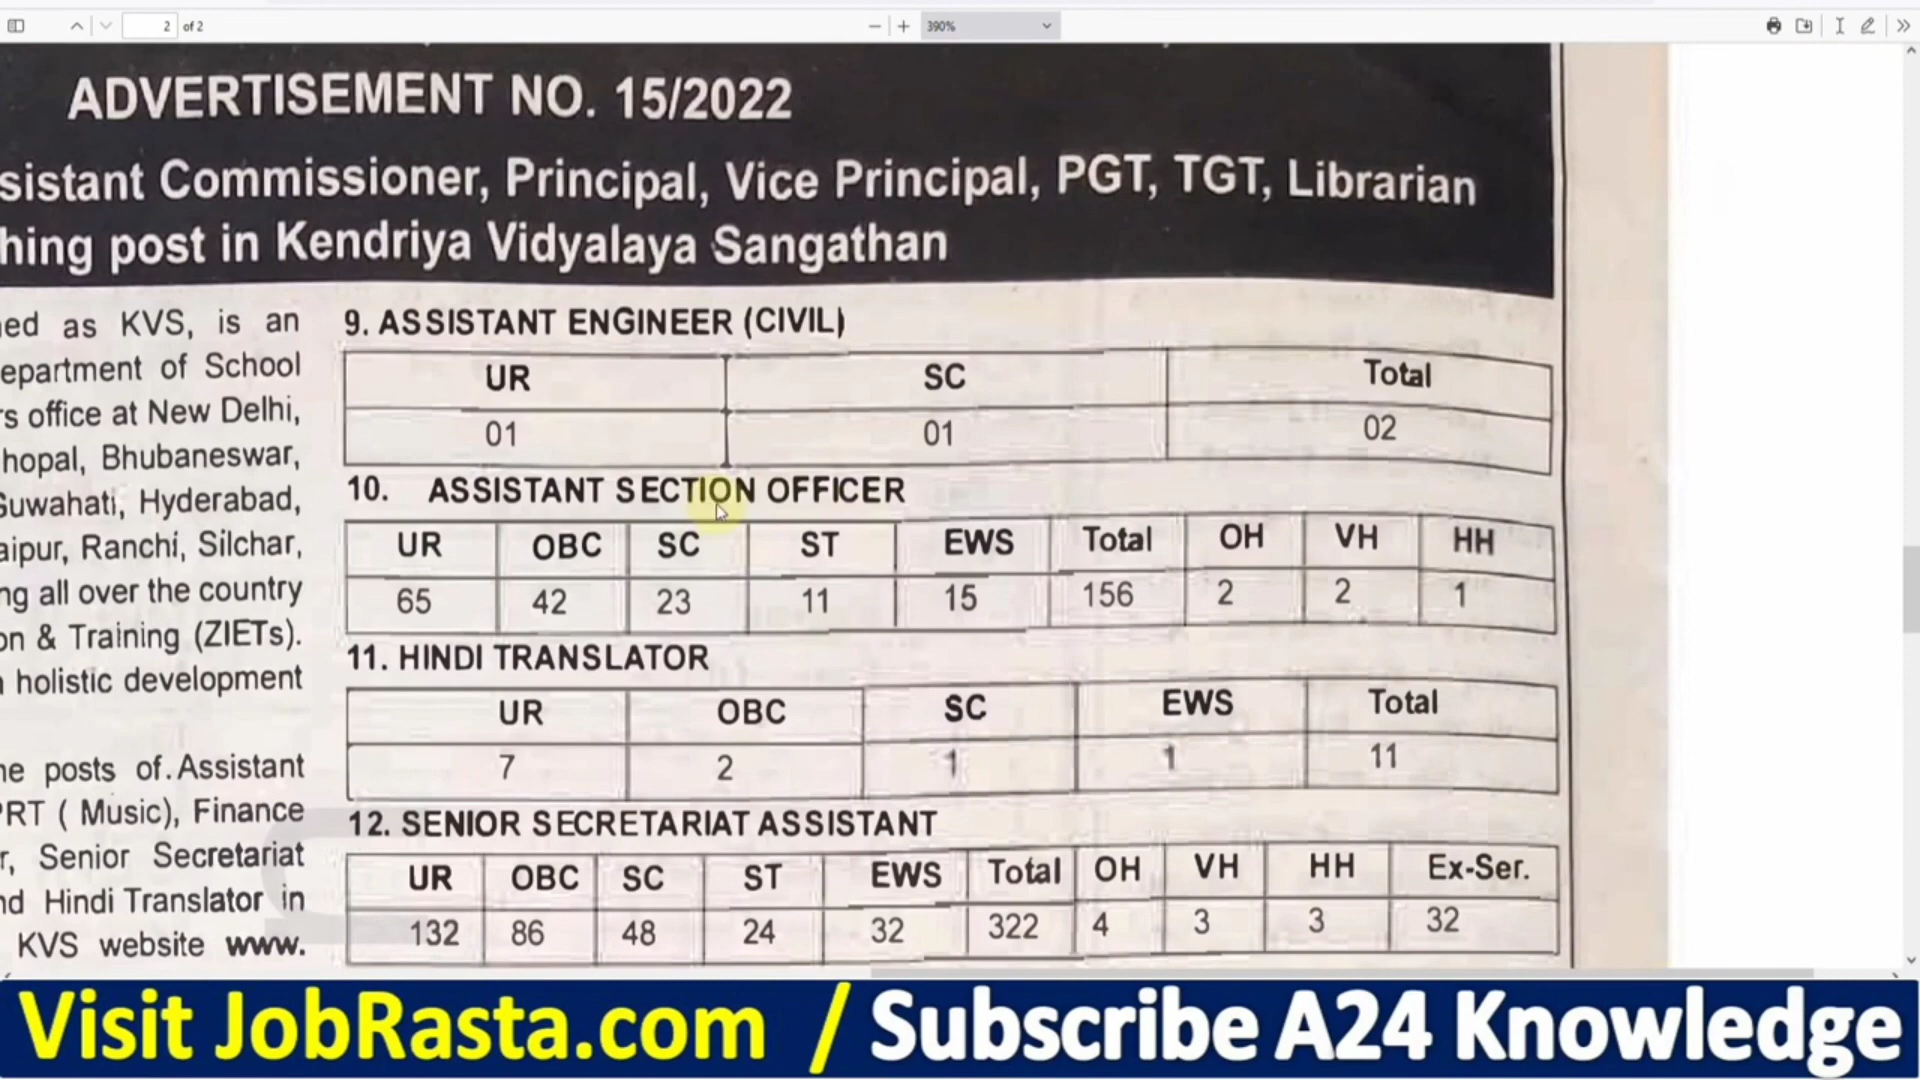 2 of 2
390%
ADVERTISEMENT NO. 15/2022
sistant Commissioner, Principal, Vice Principal, PGT, TGT, Librarian
hing post in Kendriya Vidyalaya Sangathan
ned as KVS, is an
epartment of School
rs office at New Delhi,
hopal, Bhubaneswar,
Guwahati, Hyderabad,
aipur, Ranchi, Silchar,
ng all over the country
on & Training (ZIETs).
holistic development
ne posts of Assistant
PRT ( Music), Finance
r, Senior Secretariat
nd Hindi Translator in
KVS website www.
9. ASSISTANT ENGINEER (CIVIL)
UR SC Total
01 01 02
10. ASSISTANT SECTION OFFICER
UR OBC SC ST EWS Total OH VH HH
65 42 23 11 15 156 2 2 1
11. HINDI TRANSLATOR
UR OBC SC EWS Total
7 2 1 1 11
12. SENIOR SECRETARIAT ASSISTANT
UR OBC SC ST EWS Total OH VH HH Ex-Ser.
132 86 48 24 32 322 4 3 3 32
Visit JobRasta.com / Subscribe A24 Knowledge